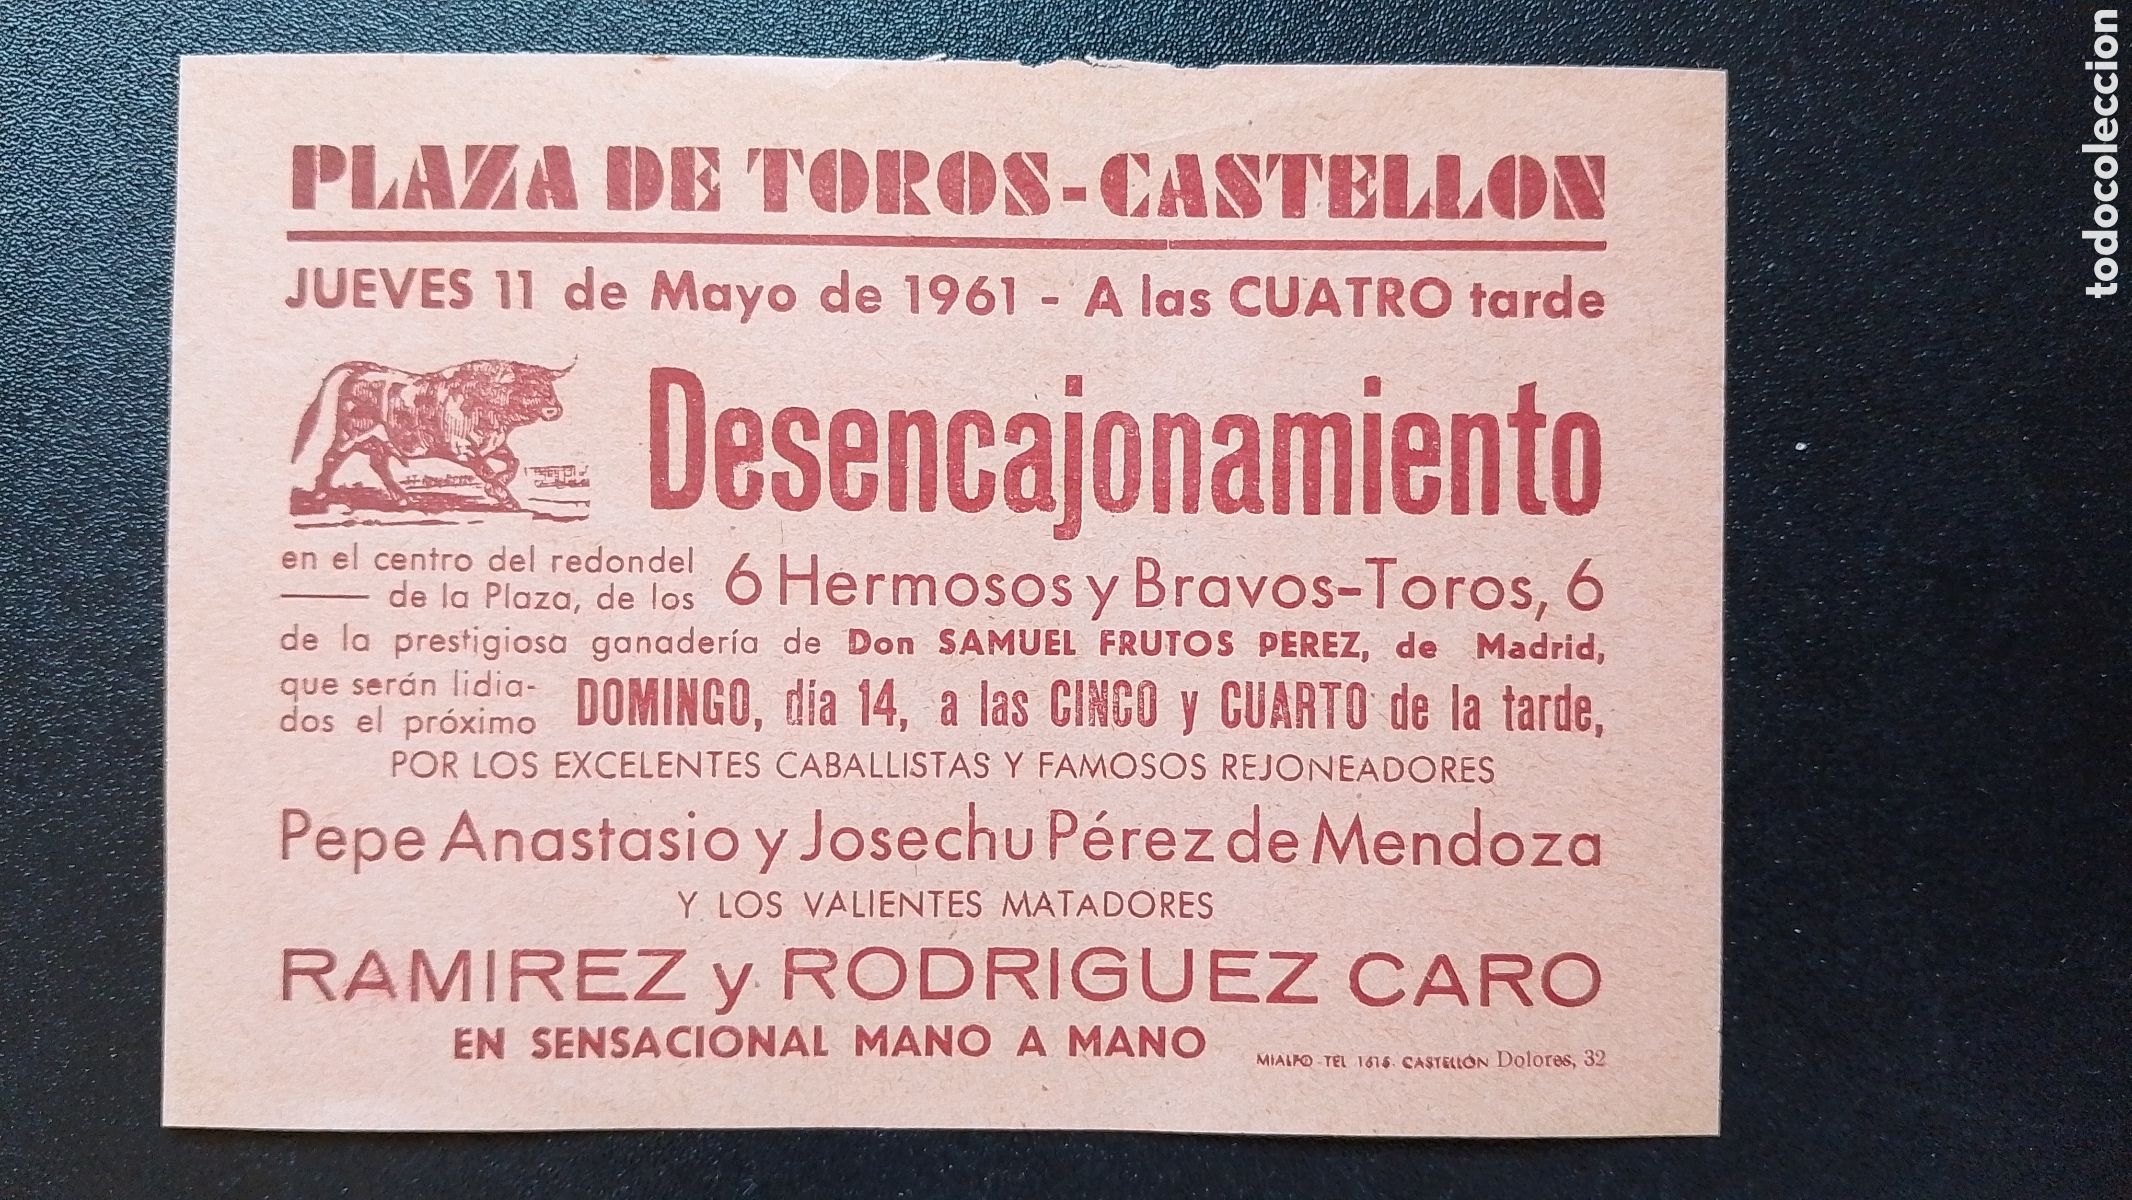 PLAZA DE TOROS-CASTELLON
JUEVES 11 de Mayo de 1961 - A las CUATRO tarde
Desencajonamiento
en el centro del redondel
de la Plaza, de los
6 Hermosos y Bravos-Toros, 6
de la prestigiosa ganadería de Don SAMUEL FRUTOS PEREZ, de Madrid,
que serán lidia-
dos el próximo
DOMINGO, día 14, a las CINCO y CUARTO de la tarde,
POR LOS EXCELENTES CABALLISTAS Y FAMOSOS REJONEADORES
Pepe Anastasio y Josechu Pérez de Mendoza
Y LOS VALIENTES MATADORES
RAMIREZ y RODRIGUEZ CARO
EN SENSACIONAL MANO A MANO
MIALFO - TEL 1616. CASTELLÓN Dolores, 32
todocoleccion